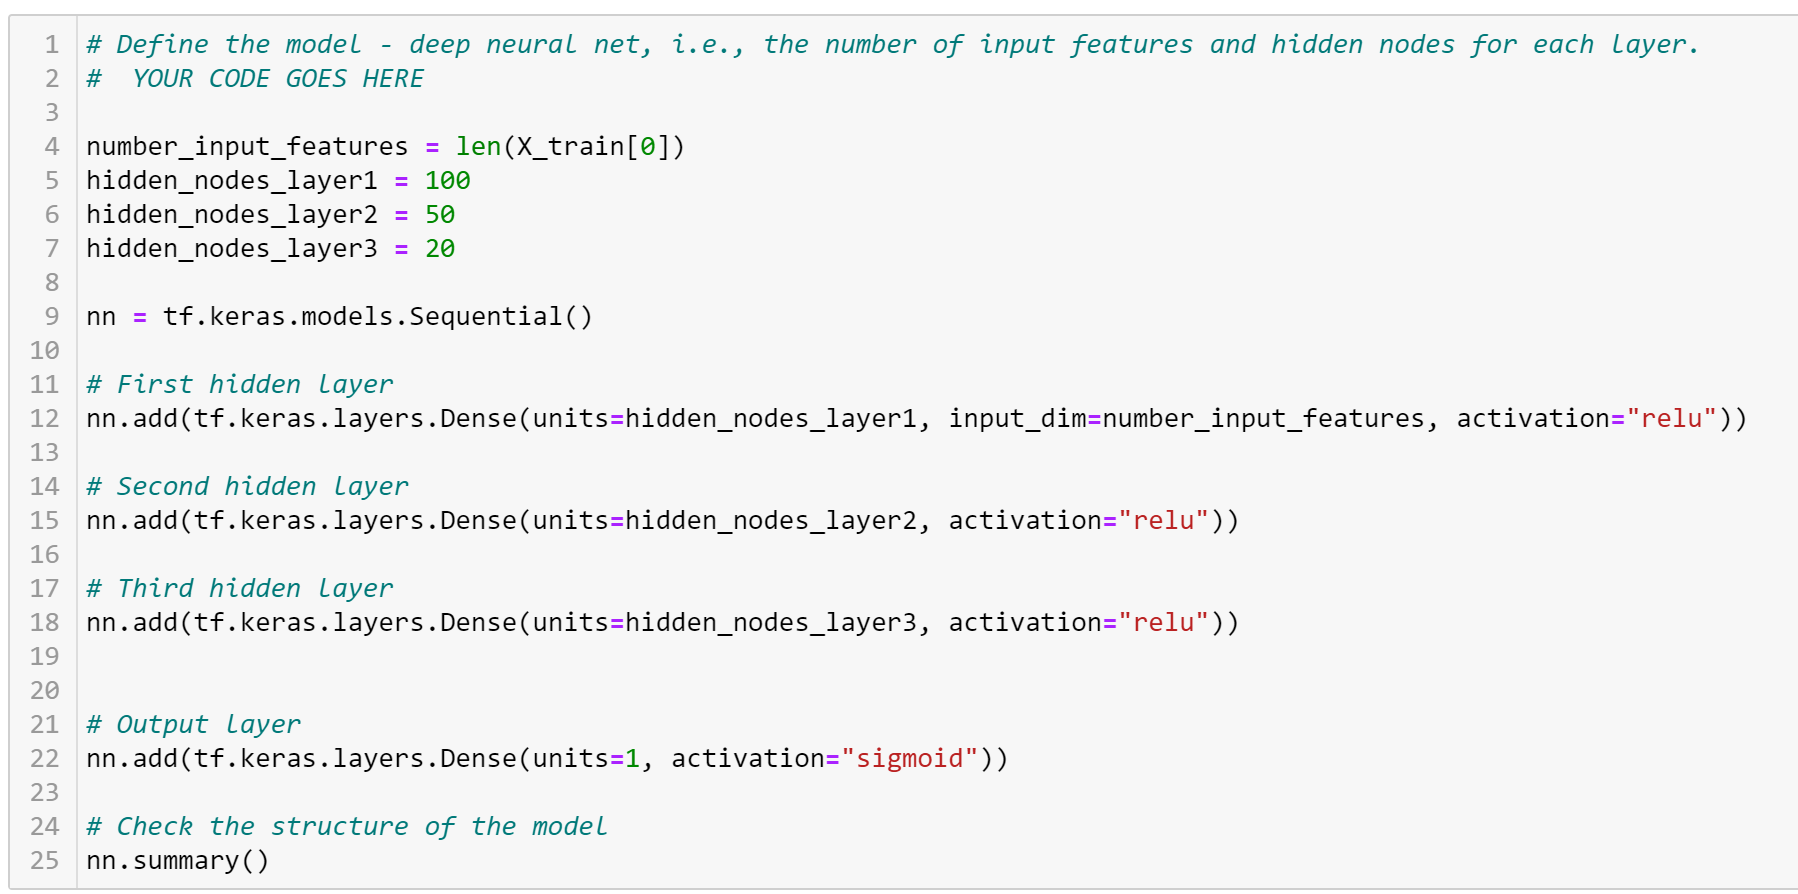 1 # Define the model - deep neural net, i.e., the number of input features and hidden nodes for each layer.
2 #  YOUR CODE GOES HERE
3
4 number_input_features = len(X_train[0])
5 hidden_nodes_layer1 = 100
6 hidden_nodes_layer2 = 50
7 hidden_nodes_layer3 = 20
8
9 nn = tf.keras.models.Sequential()
10
11 # First hidden layer
12 nn.add(tf.keras.layers.Dense(units=hidden_nodes_layer1, input_dim=number_input_features, activation="relu"))
13
14 # Second hidden layer
15 nn.add(tf.keras.layers.Dense(units=hidden_nodes_layer2, activation="relu"))
16
17 # Third hidden layer
18 nn.add(tf.keras.layers.Dense(units=hidden_nodes_layer3, activation="relu"))
19
20
21 # Output layer
22 nn.add(tf.keras.layers.Dense(units=1, activation="sigmoid"))
23
24 # Check the structure of the model
25 nn.summary()